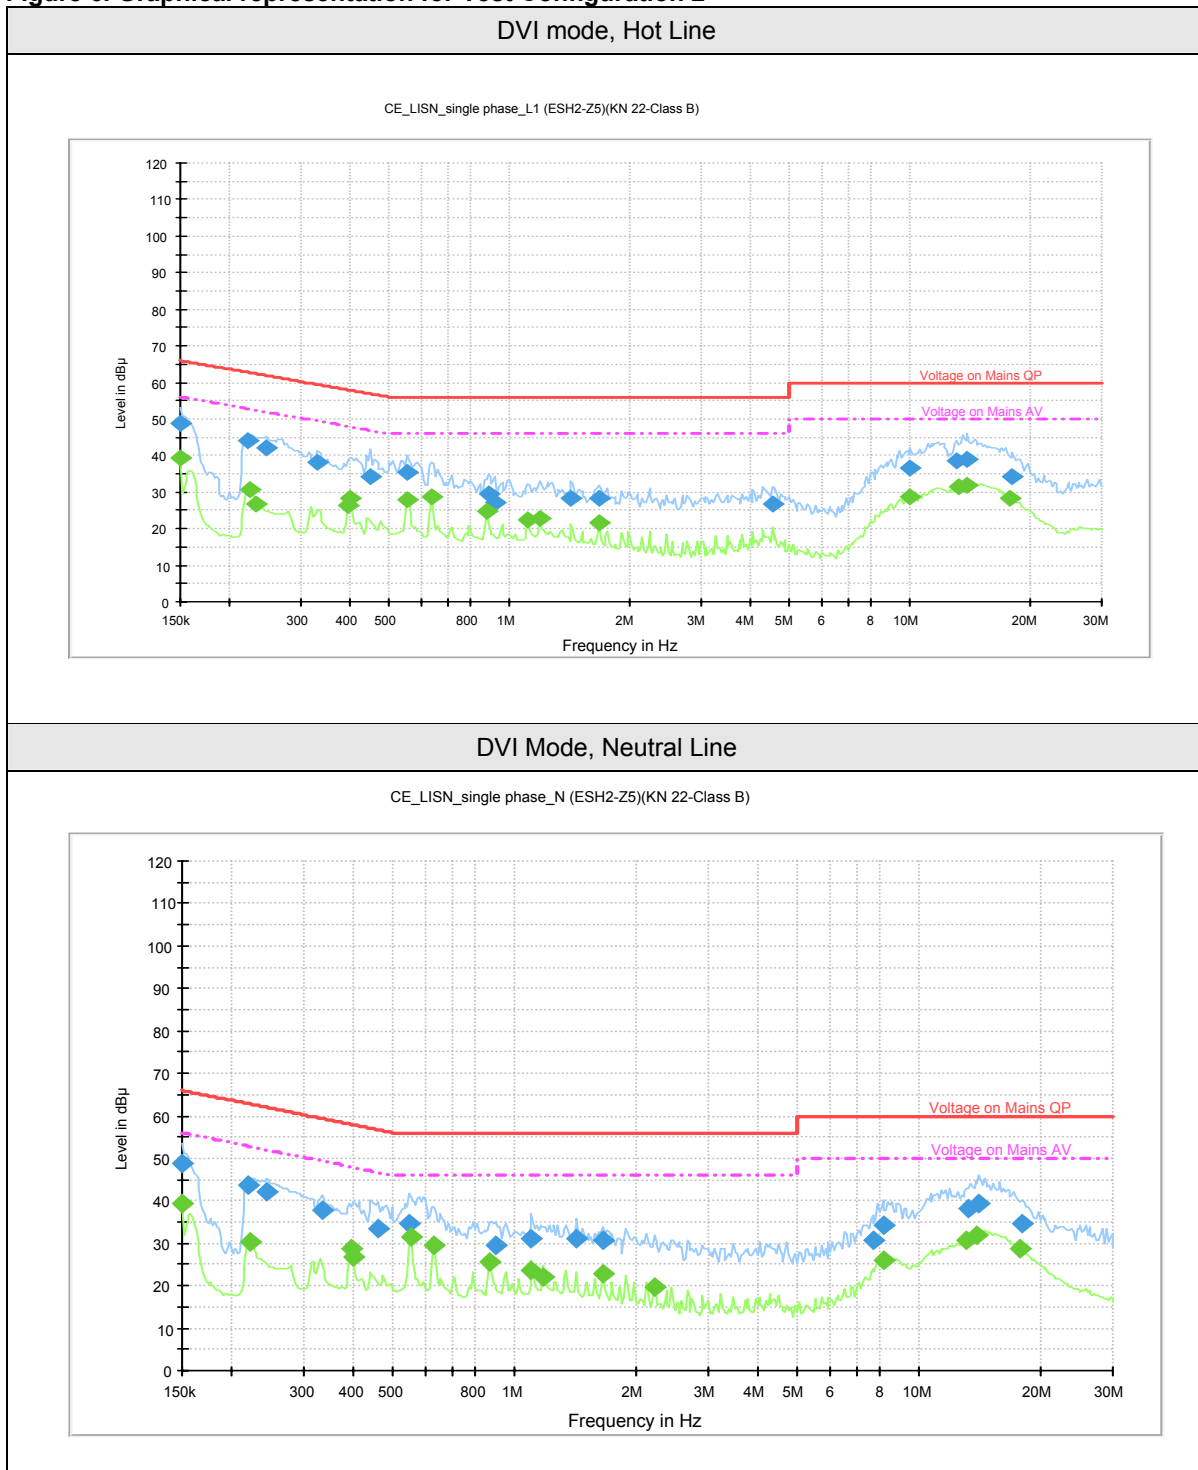 DVI mode, Hot Line
CE_LISN_single phase_L1 (ESH2-Z5)(KN 22-Class B)
120
110
100
90
80
70
60
50
40
30
20
10
0
Level in dBµ
Voltage on Mains QP
Voltage on Mains AV
150k 300 400 500 800 1M 2M 3M 4M 5M 6 8 10M 20M 30M
Frequency in Hz
DVI Mode, Neutral Line
CE_LISN_single phase_N (ESH2-Z5)(KN 22-Class B)
120
110
100
90
80
70
60
50
40
30
20
10
0
Level in dBµ
Voltage on Mains QP
Voltage on Mains AV
150k 300 400 500 800 1M 2M 3M 4M 5M 6 8 10M 20M 30M
Frequency in Hz